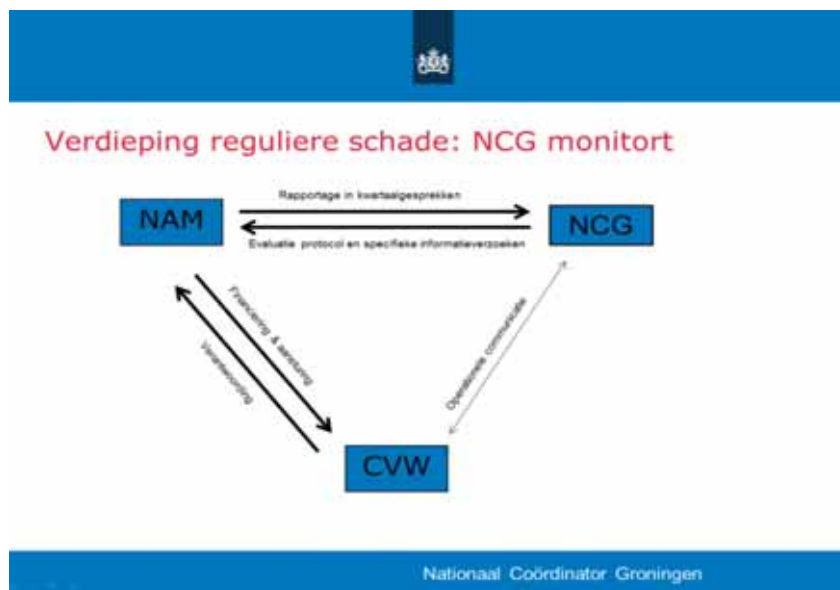 Verdieping reguliere schade: NCG monitort
Rapportage in kwartaalgesprekken
NAM
NCG
Evaluatie protocol en specifieke informatieverzoeken
Financiering & aansturing
Verantwoording
Operationele communicatie
CVW
Nationaal Coördinator Groningen